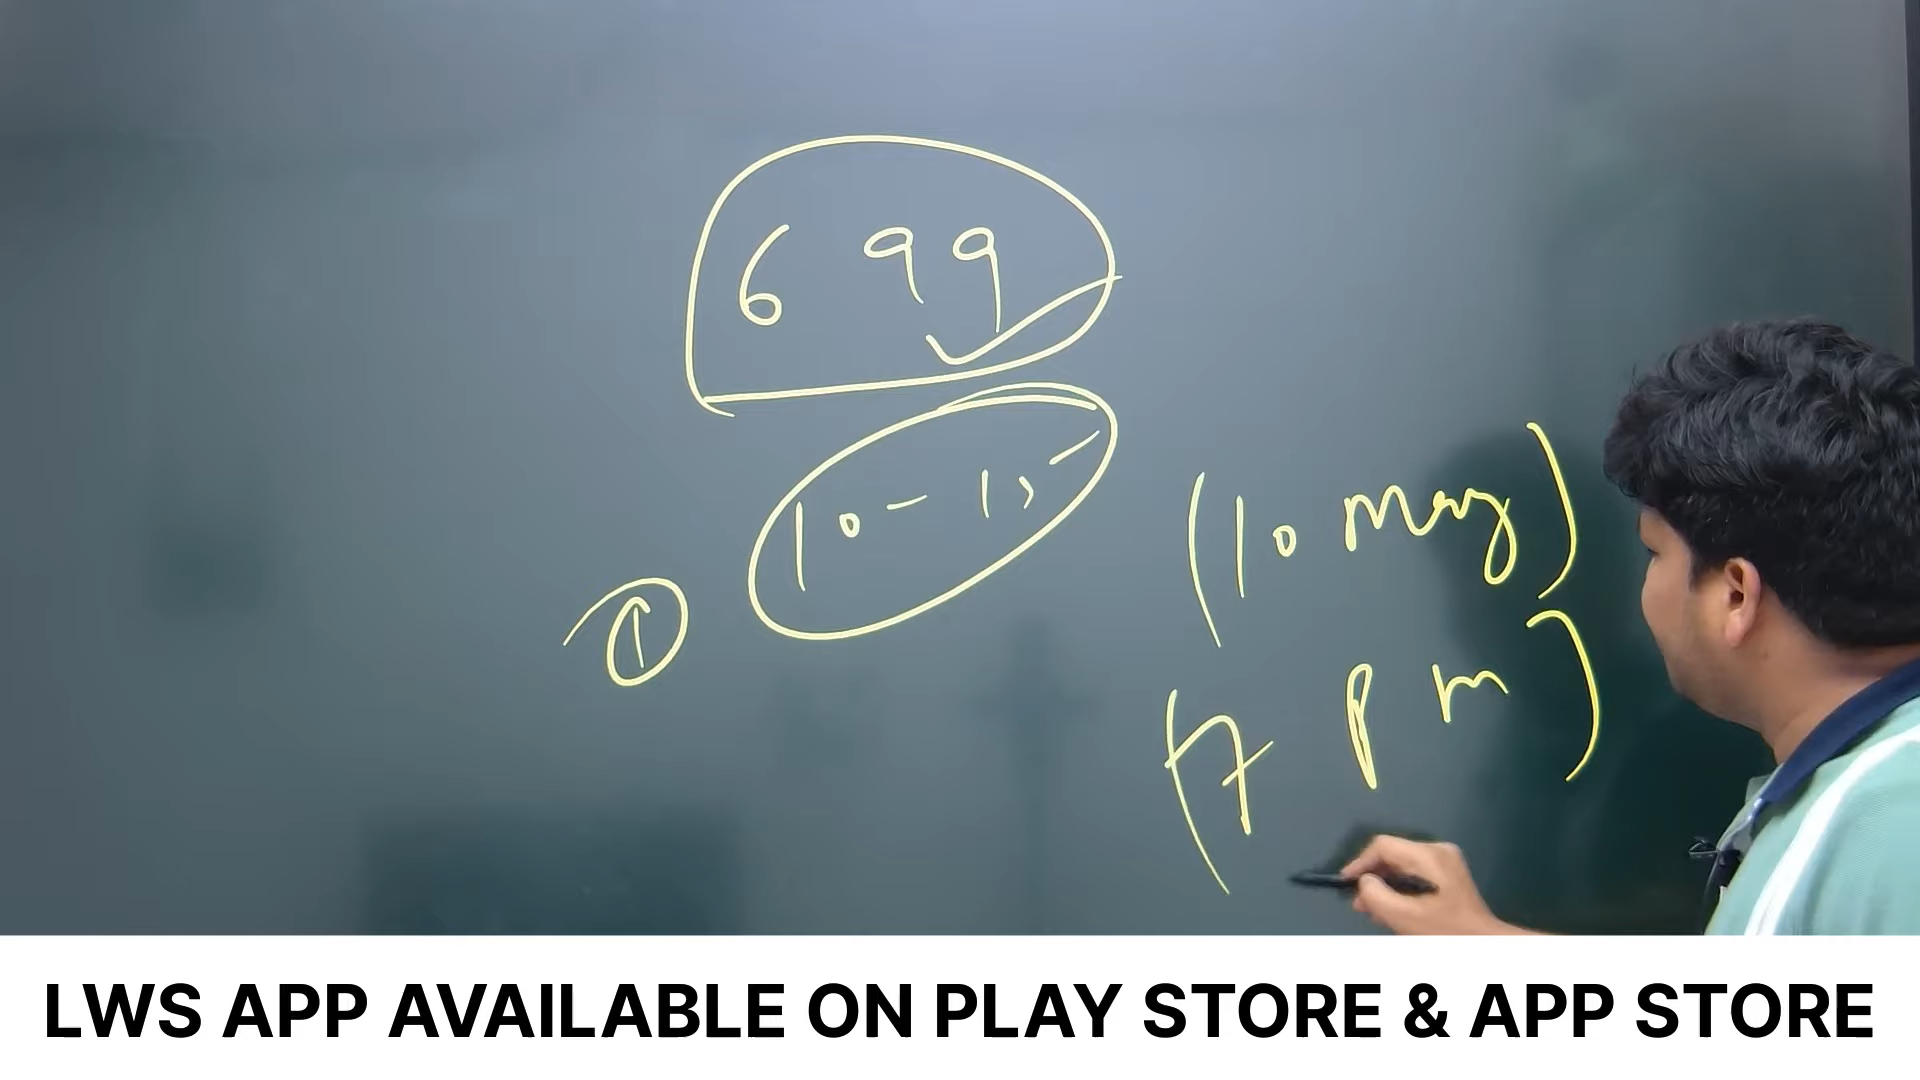 699
10-15
(10 May)
①
(7 pm)
LWS APP AVAILABLE ON PLAY STORE & APP STORE